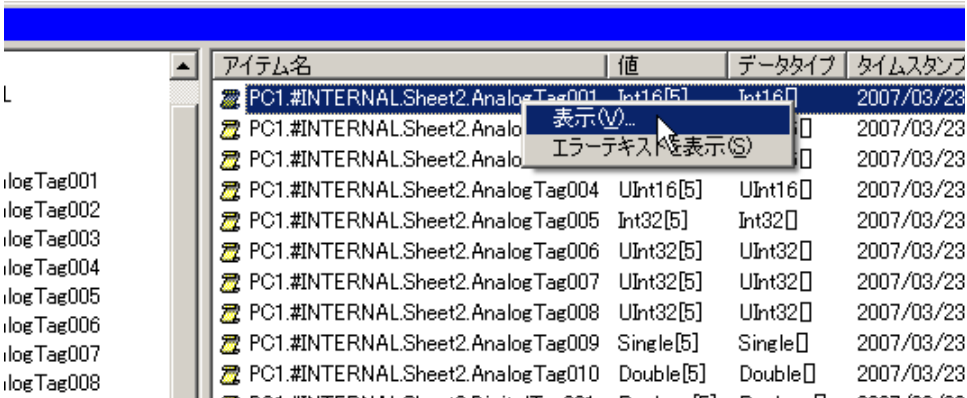 アイテム名 値 データタイプ タイムスタンプ
PC1.#INTERNAL.Sheet2.AnalogTag001 Int16[5] Int16[] 2007/03/23
表示(V)...
PC1.#INTERNAL.Sheet2.Analo 2007/03/23
エラーテキストを表示(S)
PC1.#INTERNAL.Sheet2.Analo 2007/03/23
PC1.#INTERNAL.Sheet2.AnalogTag004 UInt16[5] UInt16[] 2007/03/23
PC1.#INTERNAL.Sheet2.AnalogTag005 Int32[5] Int32[] 2007/03/23
PC1.#INTERNAL.Sheet2.AnalogTag006 UInt32[5] UInt32[] 2007/03/23
PC1.#INTERNAL.Sheet2.AnalogTag007 UInt32[5] UInt32[] 2007/03/23
PC1.#INTERNAL.Sheet2.AnalogTag008 UInt32[5] UInt32[] 2007/03/23
PC1.#INTERNAL.Sheet2.AnalogTag009 Single[5] Single[] 2007/03/23
PC1.#INTERNAL.Sheet2.AnalogTag010 Double[5] Double[] 2007/03/23
logTag001
logTag002
logTag003
logTag004
logTag005
logTag006
logTag007
logTag008